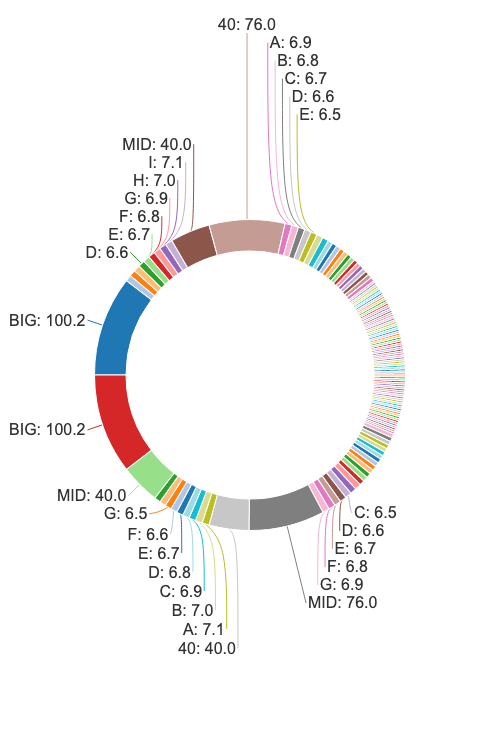 40: 76.0
A: 6.9
B: 6.8
C: 6.7
D: 6.6
E: 6.5
MID: 40.0
I: 7.1
H: 7.0
G: 6.9
F: 6.8
E: 6.7
D: 6.6
BIG: 100.2
BIG: 100.2
MID: 40.0
G: 6.5
F: 6.6
E: 6.7
D: 6.8
C: 6.9
B: 7.0
A: 7.1
40: 40.0
C: 6.5
D: 6.6
E: 6.7
F: 6.8
G: 6.9
MID: 76.0